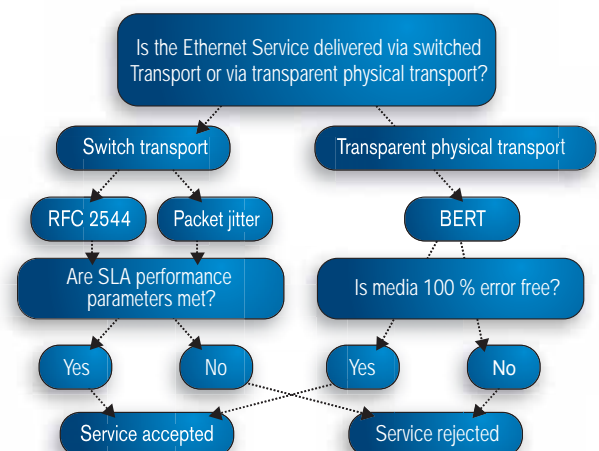 Is the Ethernet Service delivered via switched
Transport or via transparent physical transport?
Switch transport
Transparent physical transport
RFC 2544
Packet jitter
BERT
Are SLA performance
parameters met?
Is media 100 % error free?
Yes
No
Yes
No
Service accepted
Service rejected